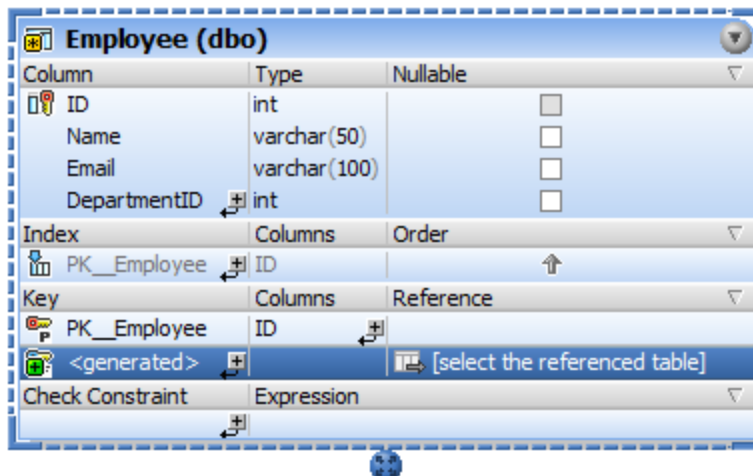 Employee (dbo)
Column Type Nullable
ID int
Name varchar(50)
Email varchar(100)
DepartmentID int
Index Columns Order
PK__Employee ID
Key Columns Reference
PK__Employee ID
<generated> [select the referenced table]
Check Constraint Expression